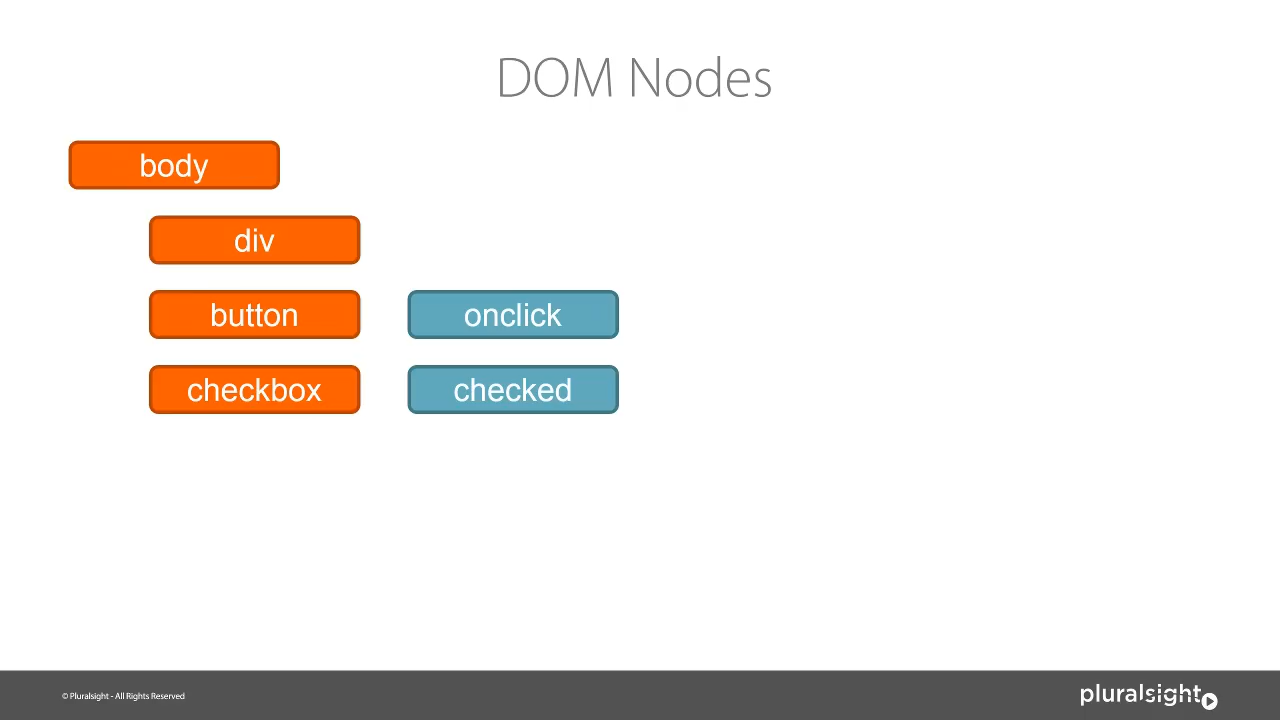 DOM Nodes
body
div
button onclick
checkbox checked
© Pluralsight - All Rights Reserved
pluralsight